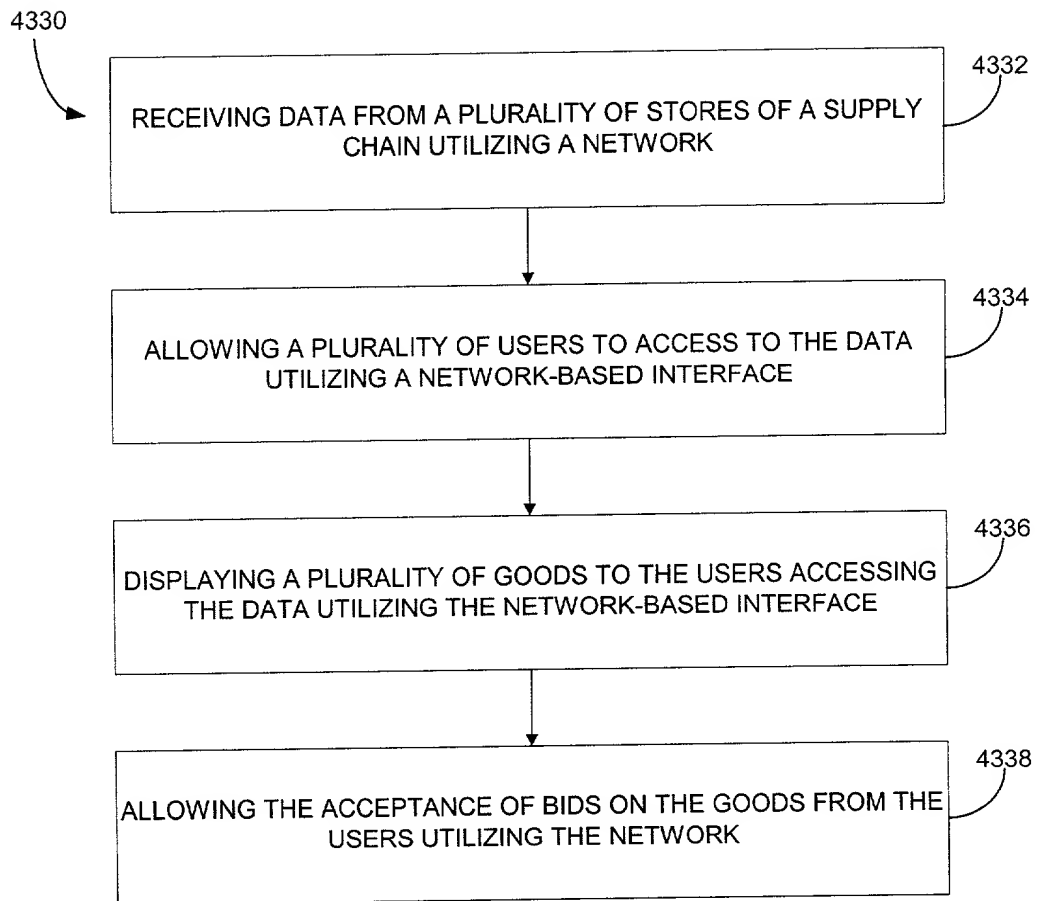 4330
4332
RECEIVING DATA FROM A PLURALITY OF STORES OF A SUPPLY
CHAIN UTILIZING A NETWORK
4334
ALLOWING A PLURALITY OF USERS TO ACCESS TO THE DATA
UTILIZING A NETWORK-BASED INTERFACE
4336
DISPLAYING A PLURALITY OF GOODS TO THE USERS ACCESSING
THE DATA UTILIZING THE NETWORK-BASED INTERFACE
4338
ALLOWING THE ACCEPTANCE OF BIDS ON THE GOODS FROM THE
USERS UTILIZING THE NETWORK